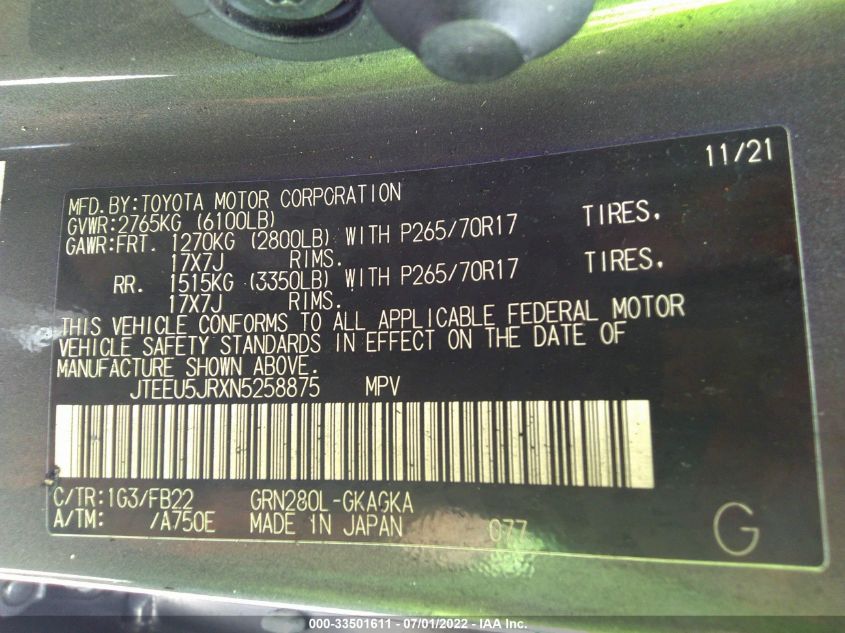 11/21
MFD.BY:TOYOTA MOTOR CORPORATION
GVWR:2765KG (6100LB)
GAWR:FRT. 1270KG (2800LB) WITH P265/70R17 TIRES,
17X7J RIMS.
RR. 1515KG (3350LB) WITH P265/70R17 TIRES,
17X7J RIMS.
THIS VEHICLE CONFORMS TO ALL APPLICABLE FEDERAL MOTOR
VEHICLE SAFETY STANDARDS IN EFFECT ON THE DATE OF
MANUFACTURE SHOWN ABOVE.
JTEEU5JRXN5258875 MPV
C/TR:1G3/FB22 GRN280L-GKAGKA
A/TM: /A750E MADE IN JAPAN 077 G
000-33501611 - 07/01/2022 - IAA Inc.